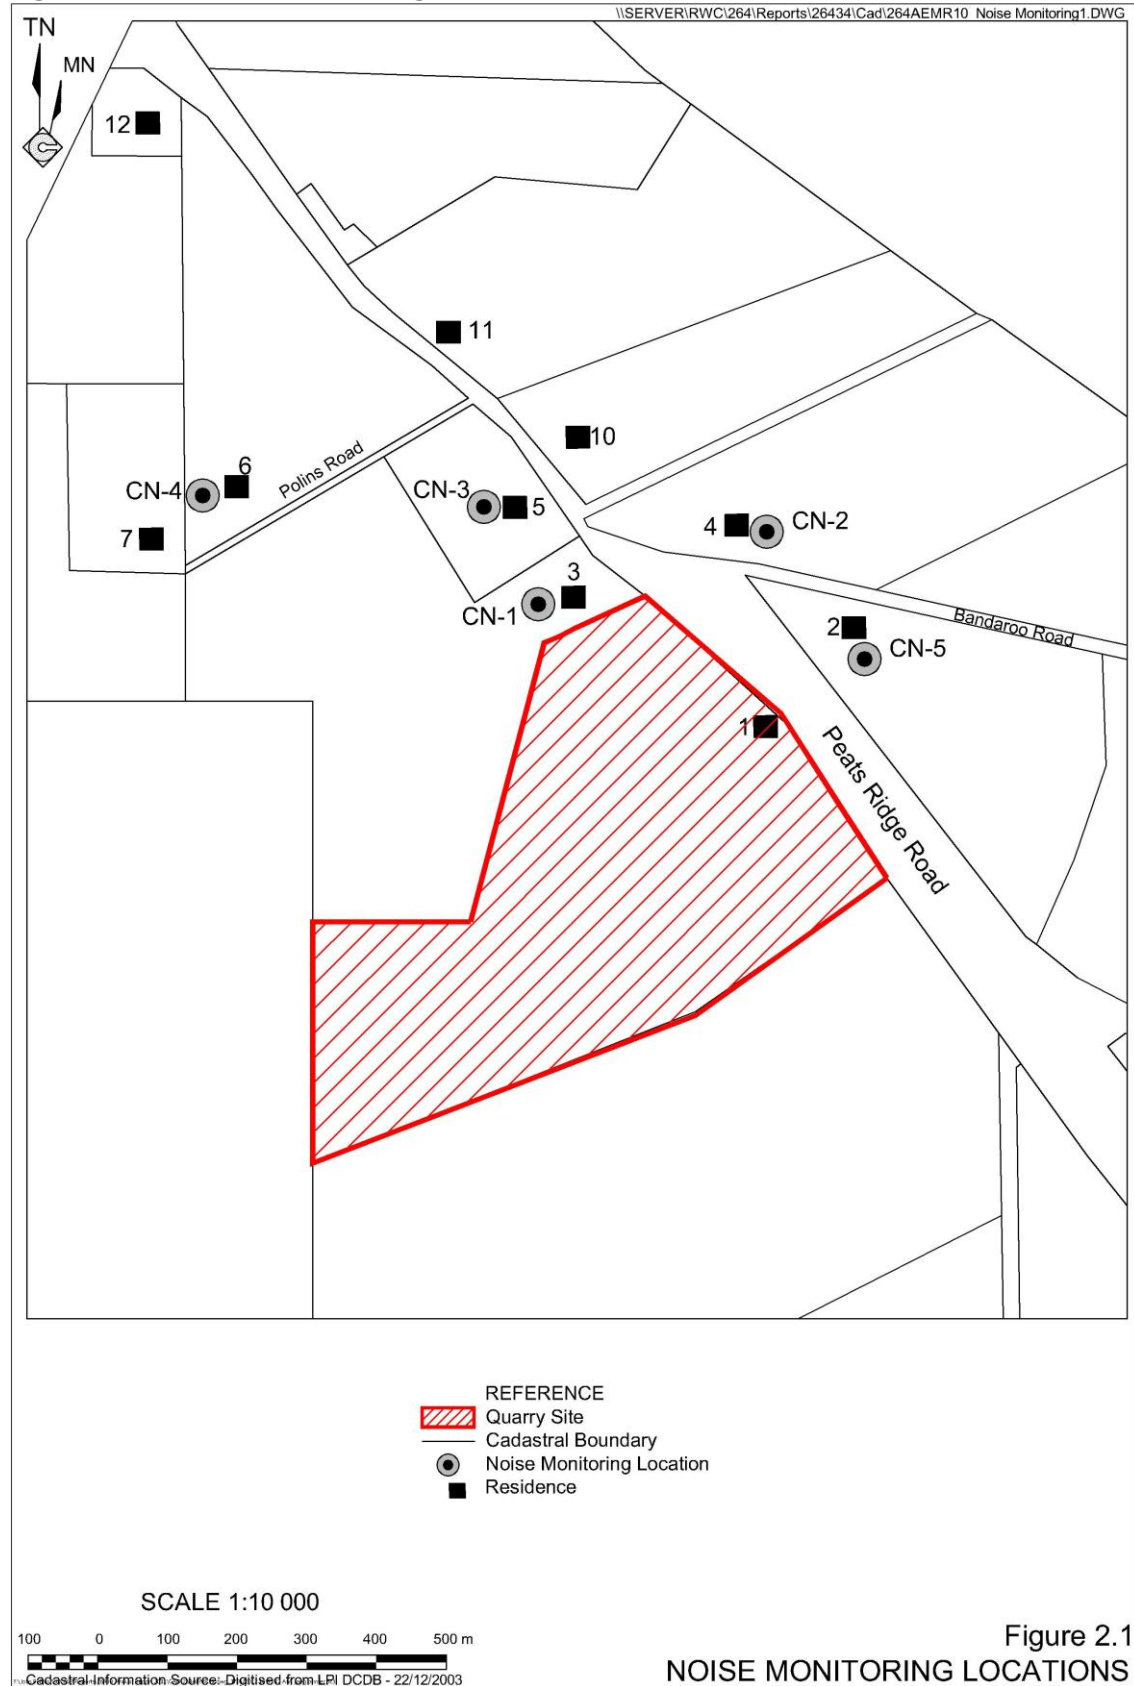 \\SERVER\RWC\264\Reports\26434\Cad\264AEMR10 Noise Monitoring1.DWG
TN
MN
12
11
10
6
CN-4
Polins Road
CN-3
5
4
CN-2
7
3
CN-1
2
Bandaroo Road
CN-5
1
Peats Ridge Road
REFERENCE
Quarry Site
Cadastral Boundary
Noise Monitoring Location
Residence
SCALE 1:10 000
100 0 100 200 300 400 500 m
Cadastral Information Source: Digitised from LPI DCDB - 22/12/2003
Figure 2.1
NOISE MONITORING LOCATIONS